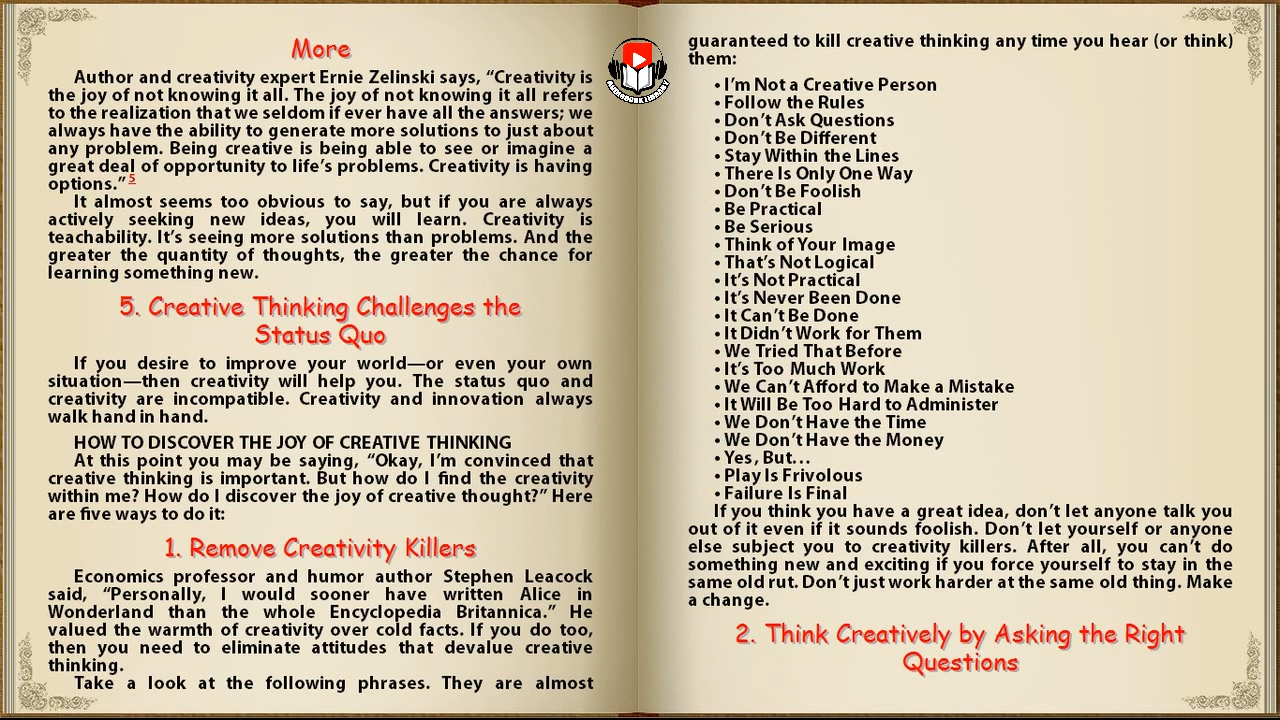 More
Author and creativity expert Ernie Zelinski says, “Creativity is
the joy of not knowing it all. The joy of not knowing it all refers
to the realization that we seldom if ever have all the answers; we
always have the ability to generate more solutions to just about
any problem. Being creative is being able to see or imagine a
great deal of opportunity to life’s problems. Creativity is having
options.” 5
It almost seems too obvious to say, but if you are always
actively seeking new ideas, you will learn. Creativity is
teachability. It’s seeing more solutions than problems. And the
greater the quantity of thoughts, the greater the chance for
learning something new.
5. Creative Thinking Challenges the
Status Quo
If you desire to improve your world—or even your own
situation—then creativity will help you. The status quo and
creativity are incompatible. Creativity and innovation always
walk hand in hand.
HOW TO DISCOVER THE JOY OF CREATIVE THINKING
At this point you may be saying, “Okay, I’m convinced that
creative thinking is important. But how do I find the creativity
within me? How do I discover the joy of creative thought?” Here
are five ways to do it:
1. Remove Creativity Killers
Economics professor and humor author Stephen Leacock
said, “Personally, I would sooner have written Alice in
Wonderland than the whole Encyclopedia Britannica.” He
valued the warmth of creativity over cold facts. If you do too,
then you need to eliminate attitudes that devalue creative
thinking.
Take a look at the following phrases. They are almost
AUDIOBOOK LIBRARY
guaranteed to kill creative thinking any time you hear (or think)
them:
• I’m Not a Creative Person
• Follow the Rules
• Don’t Ask Questions
• Don’t Be Different
• Stay Within the Lines
• There Is Only One Way
• Don’t Be Foolish
• Be Practical
• Be Serious
• Think of Your Image
• That’s Not Logical
• It’s Not Practical
• It’s Never Been Done
• It Can’t Be Done
• It Didn’t Work for Them
• We Tried That Before
• It’s Too Much Work
• We Can’t Afford to Make a Mistake
• It Will Be Too Hard to Administer
• We Don’t Have the Time
• We Don’t Have the Money
• Yes, But…
• Play Is Frivolous
• Failure Is Final
If you think you have a great idea, don’t let anyone talk you
out of it even if it sounds foolish. Don’t let yourself or anyone
else subject you to creativity killers. After all, you can’t do
something new and exciting if you force yourself to stay in the
same old rut. Don’t just work harder at the same old thing. Make
a change.
2. Think Creatively by Asking the Right
Questions